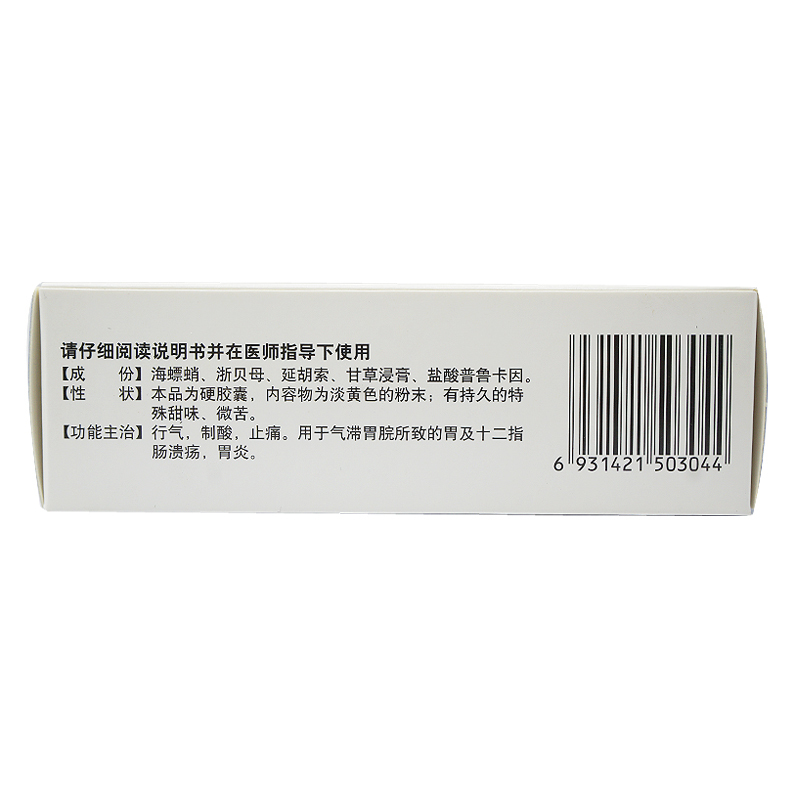 请仔细阅读说明书并在医师指导下使用
【成　份】海螵蛸、浙贝母、延胡索、甘草浸膏、盐酸普鲁卡因。
【性　状】本品为硬胶囊，内容物为淡黄色的粉末；有持久的特
殊甜味、微苦。
【功能主治】行气，制酸，止痛。用于气滞胃脘所致的胃及十二指
肠溃疡，胃炎。
6 931421 503044